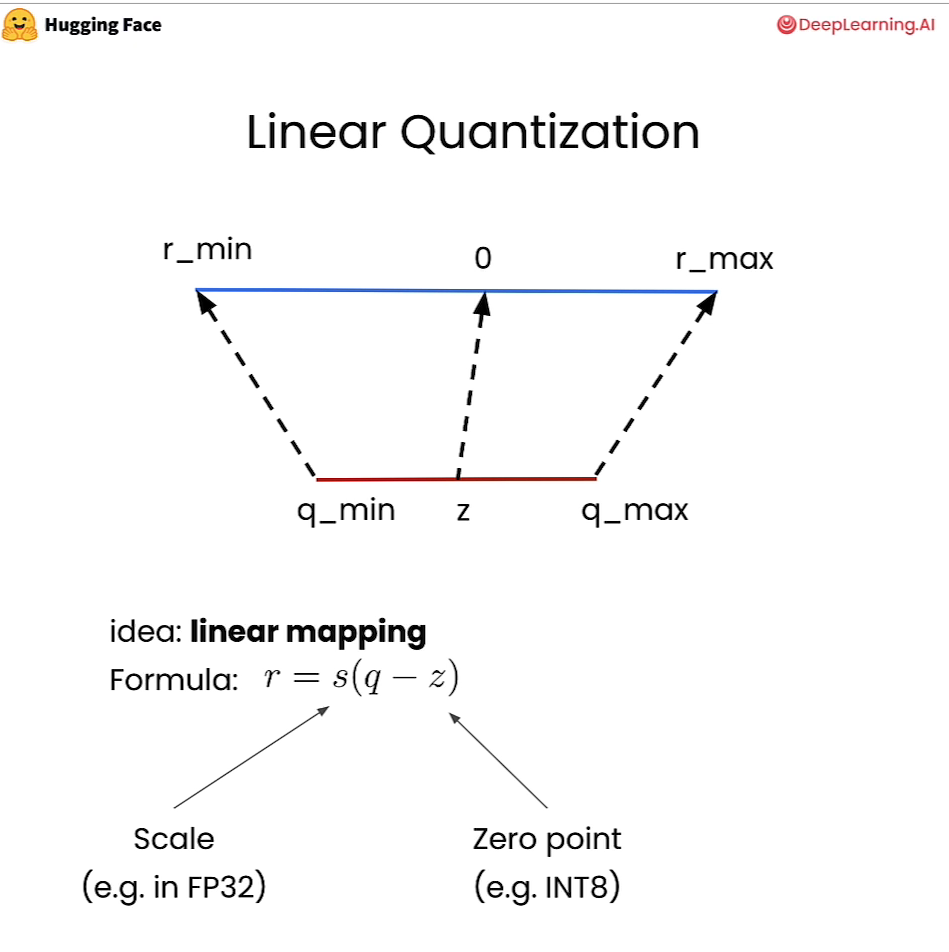 Hugging Face
DeepLearning.AI
Linear Quantization
r_min 0 r_max
q_min z q_max
idea: linear mapping
Formula: r = s(q − z)
Scale
(e.g. in FP32)
Zero point
(e.g. INT8)